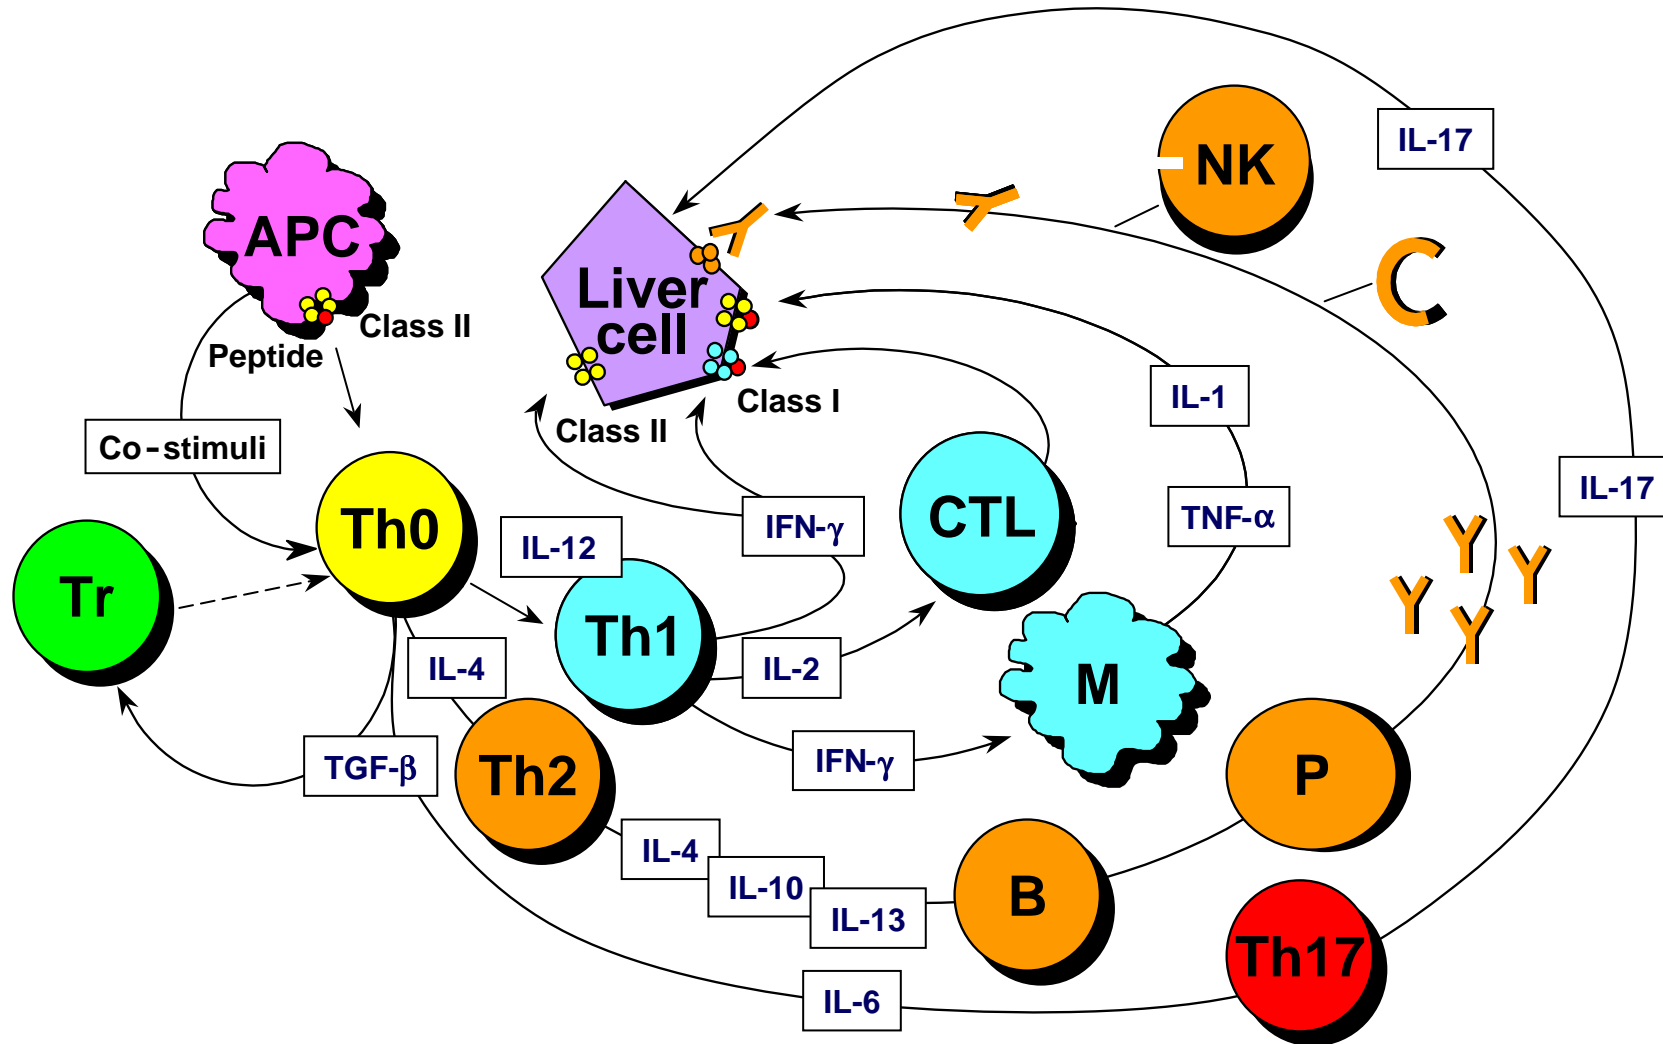 IL-17
NK
APC
Liver
cell
Class II
Peptide
Class I
IL-1
Class II
Co-stimuli
IL-17
Th0
CTL
TNF-α
IFN-γ
IL-12
Tr
Th1
IL-4
IL-2
M
TGF-β
Th2
IFN-γ
P
IL-4
IL-10
B
IL-13
Th17
IL-6